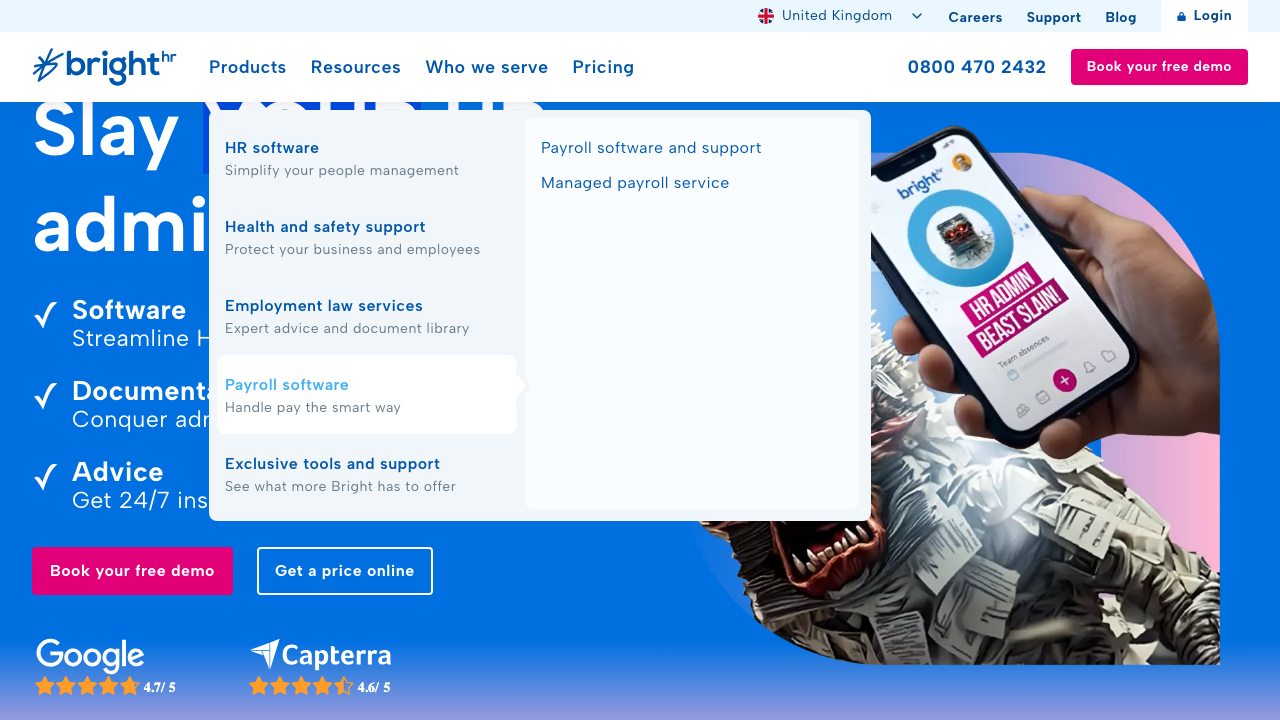 United Kingdom
Careers
Support
Blog
Login
bright hr
Products
Resources
Who we serve
Pricing
0800 470 2432
Book your free demo
Slay
admi
HR software
Simplify your people management
Health and safety support
Protect your business and employees
Employment law services
Expert advice and document library
Payroll software
Handle pay the smart way
Exclusive tools and support
See what more Bright has to offer
Payroll software and support
Managed payroll service
Software
Streamline H
Documenta
Conquer adr
Advice
Get 24/7 ins
Book your free demo
Get a price online
Google
4.7/ 5
Capterra
4.6/ 5
bright hr
HR ADMIN
BEAST SLAIN!
Team absences